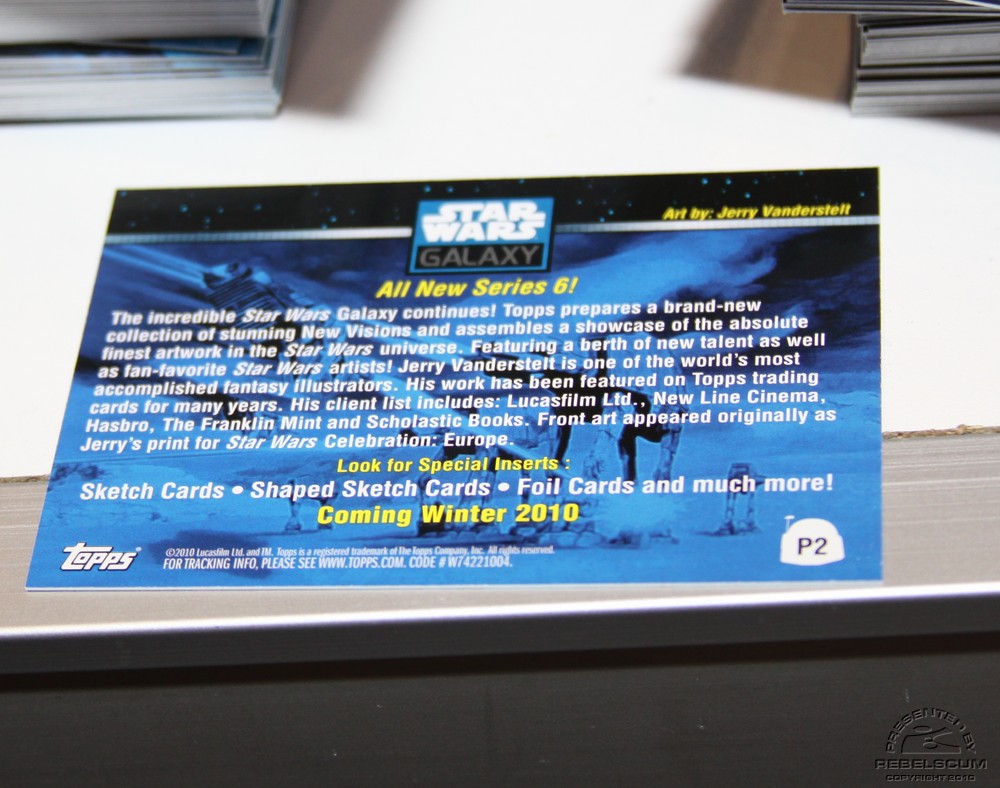 STAR
WARS
GALAXY
Art by: Jerry Vanderstelt
All New Series 6!
The incredible Star Wars Galaxy continues! Topps prepares a brand-new
collection of stunning New Visions and assembles a showcase of the absolute
finest artwork in the Star Wars universe. Featuring a berth of new talent as well
as fan-favorite Star Wars artists! Jerry Vanderstelt is one of the world's most
accomplished fantasy illustrators. His work has been featured on Topps trading
cards for many years. His client list includes: Lucasfilm Ltd., New Line Cinema,
Hasbro, The Franklin Mint and Scholastic Books. Front art appeared originally as
Jerry's print for Star Wars Celebration: Europe.
Look for Special Inserts :
Sketch Cards • Shaped Sketch Cards • Foil Cards and much more!
Coming Winter 2010
topps®
©2010 Lucasfilm Ltd. and TM. Topps is a registered trademark of The Topps Company, Inc. All rights reserved.
FOR TRACKING INFO, PLEASE SEE WWW.TOPPS.COM. CODE # W74221004.
P2
PRESENTED BY
REBELSCUM
COPYRIGHT 2010